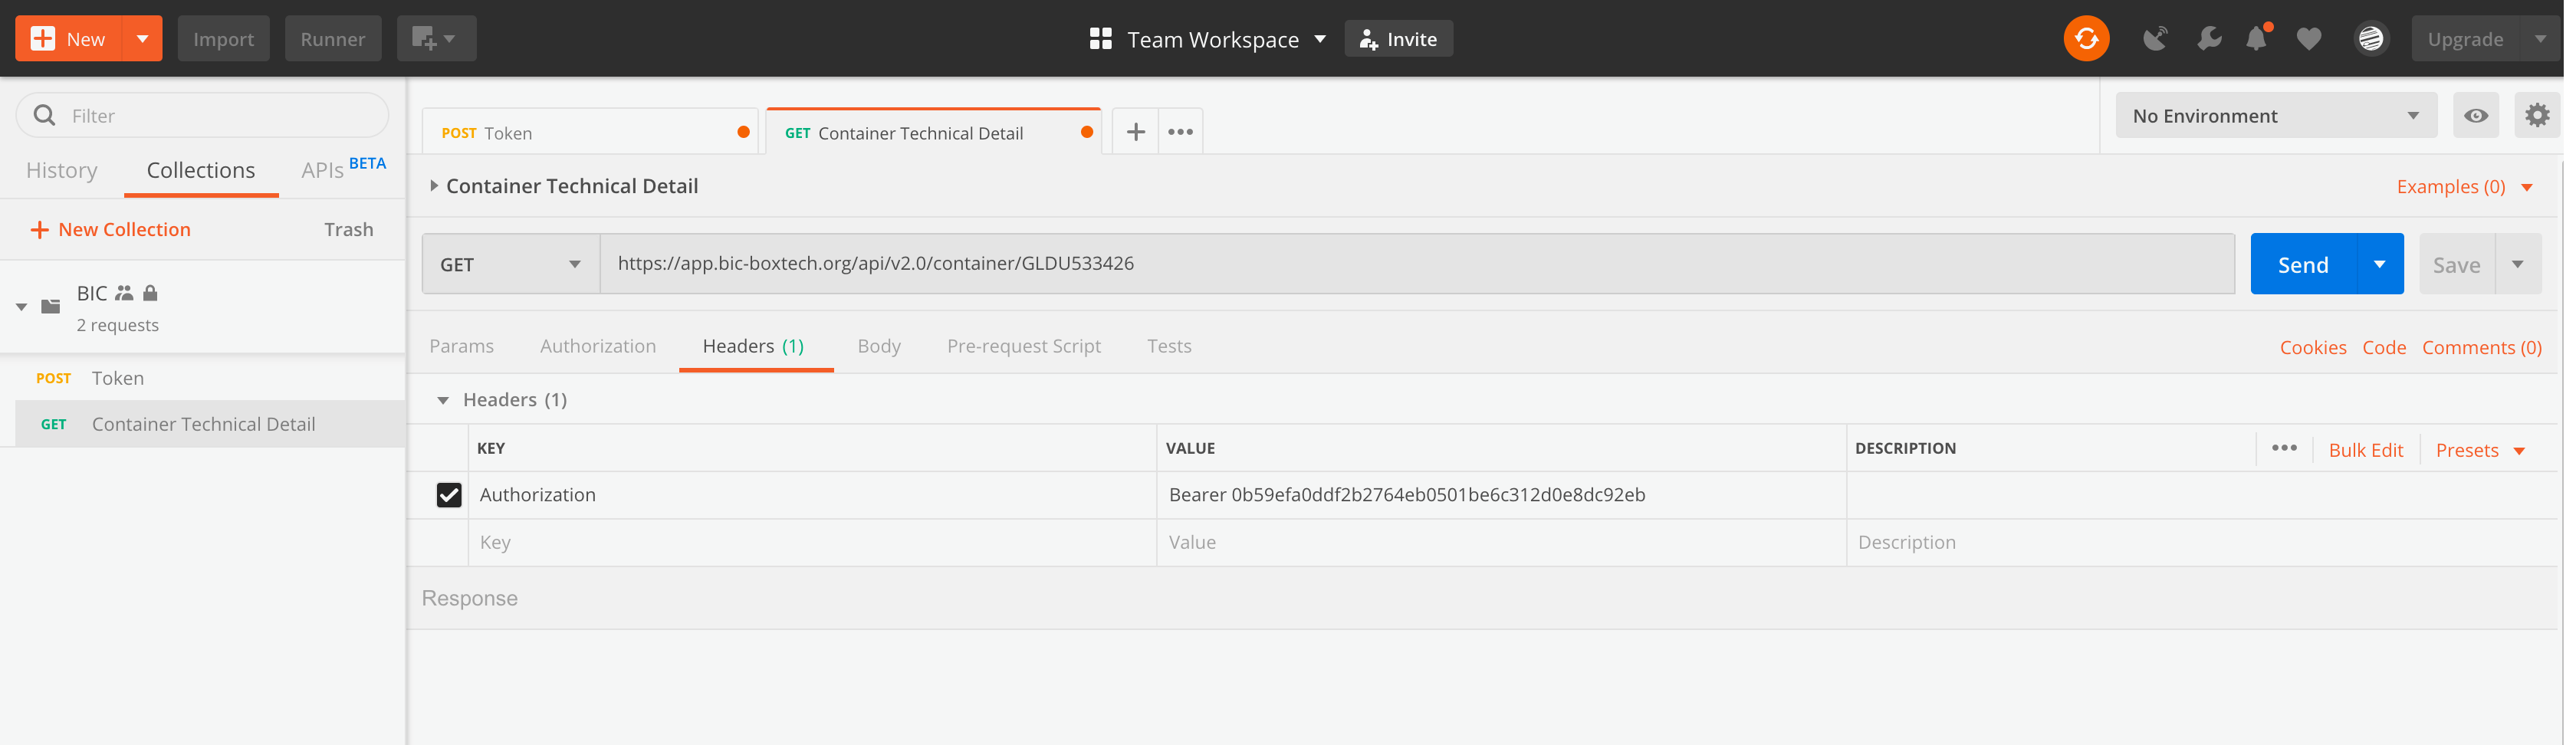 New Import Runner Team Workspace Invite Upgrade
Filter
History Collections APIs BETA
New Collection Trash
BIC
2 requests
POST Token
GET Container Technical Detail
POST Token GET Container Technical Detail No Environment
Container Technical Detail Examples (0)
GET https://app.bic-boxtech.org/api/v2.0/container/GLDU533426 Send Save
Params Authorization Headers (1) Body Pre-request Script Tests Cookies Code Comments (0)
Headers (1)
KEY VALUE DESCRIPTION Bulk Edit Presets
Authorization Bearer 0b59efa0ddf2b2764eb0501be6c312d0e8dc92eb
Key Value Description
Response